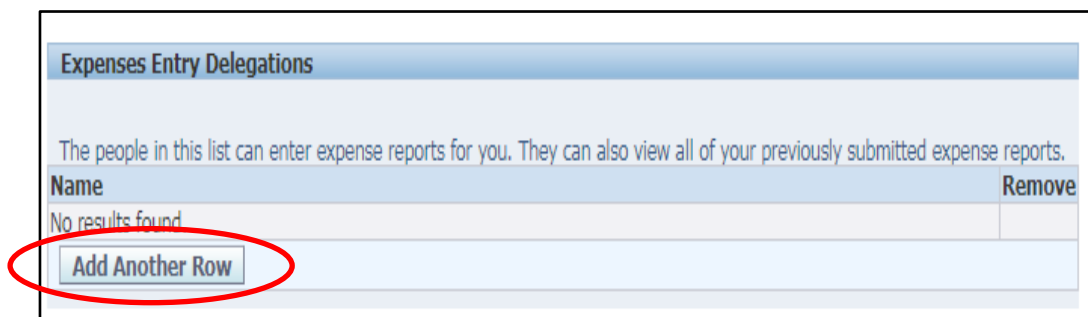 Expenses Entry Delegations
The people in this list can enter expense reports for you. They can also view all of your previously submitted expense reports.
Name Remove
No results found
Add Another Row